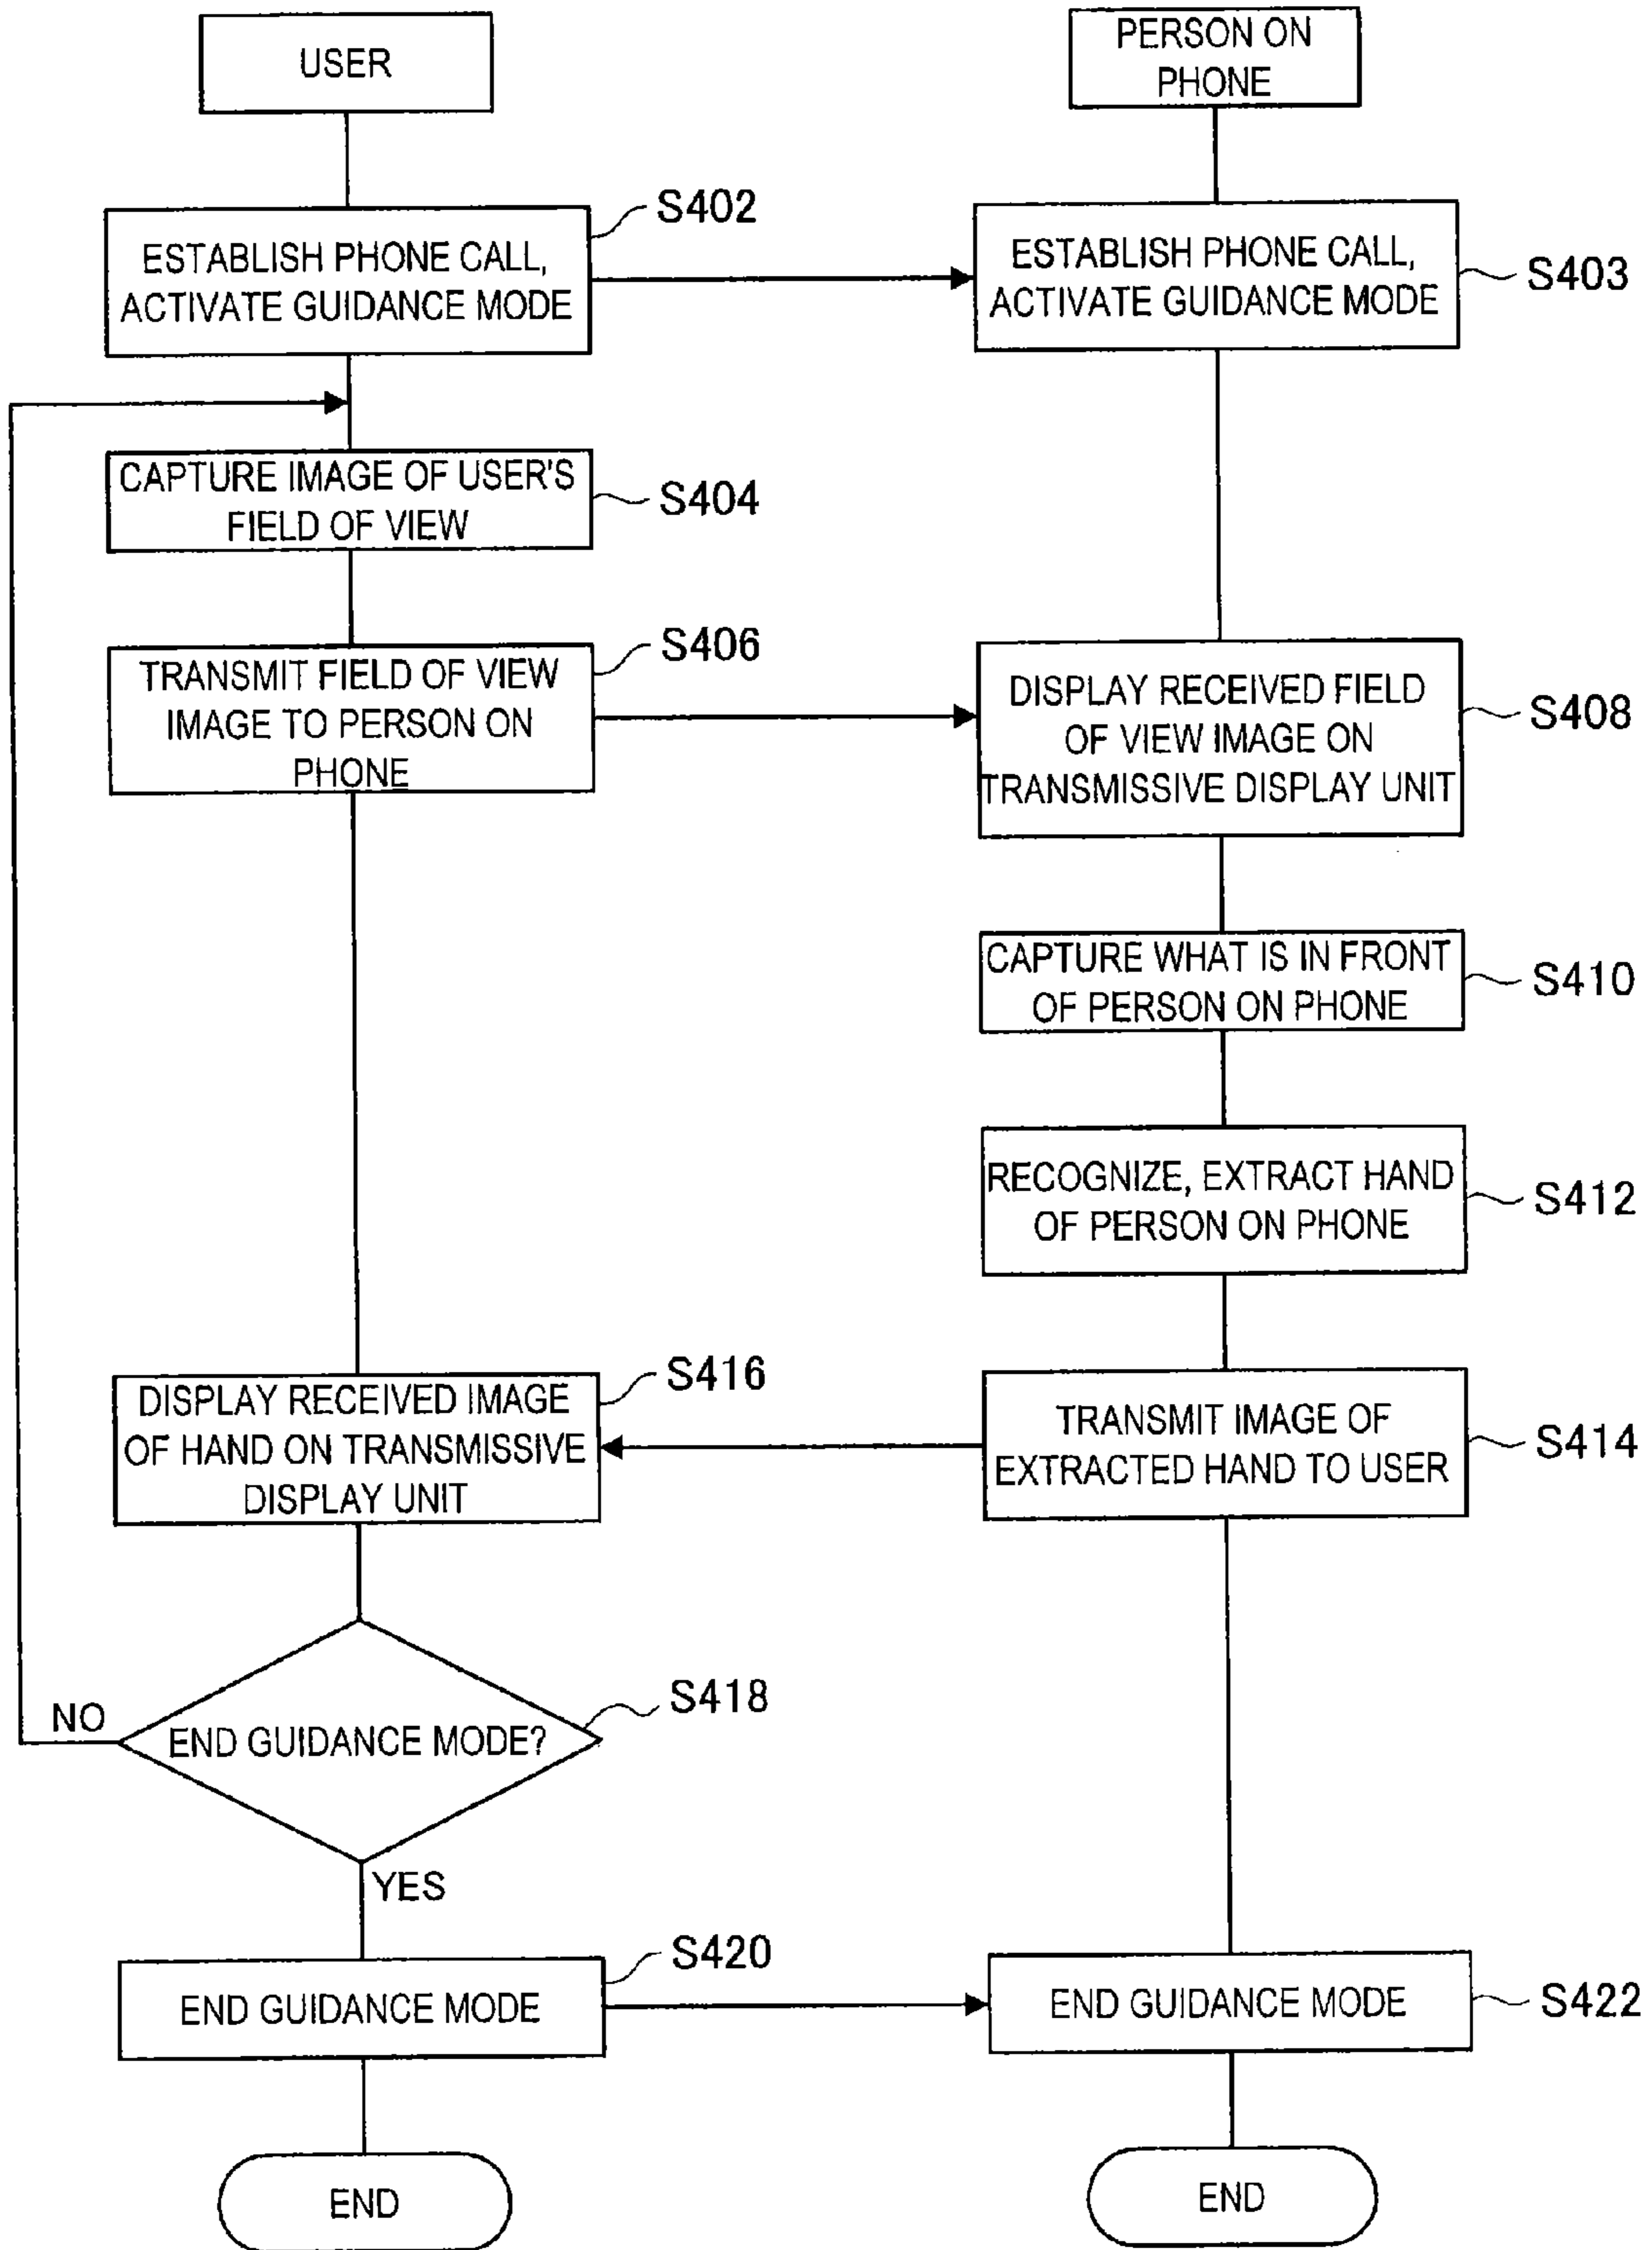 USER
PERSON ON
PHONE
S402
ESTABLISH PHONE CALL,
ACTIVATE GUIDANCE MODE
ESTABLISH PHONE CALL,
ACTIVATE GUIDANCE MODE
S403
CAPTURE IMAGE OF USER'S
FIELD OF VIEW
S404
S406
TRANSMIT FIELD OF VIEW
IMAGE TO PERSON ON
PHONE
DISPLAY RECEIVED FIELD
OF VIEW IMAGE ON
TRANSMISSIVE DISPLAY UNIT
S408
CAPTURE WHAT IS IN FRONT
OF PERSON ON PHONE
S410
RECOGNIZE, EXTRACT HAND
OF PERSON ON PHONE
S412
S416
DISPLAY RECEIVED IMAGE
OF HAND ON TRANSMISSIVE
DISPLAY UNIT
TRANSMIT IMAGE OF
EXTRACTED HAND TO USER
S414
S418
NO
END GUIDANCE MODE?
YES
S420
END GUIDANCE MODE
END GUIDANCE MODE
S422
END
END